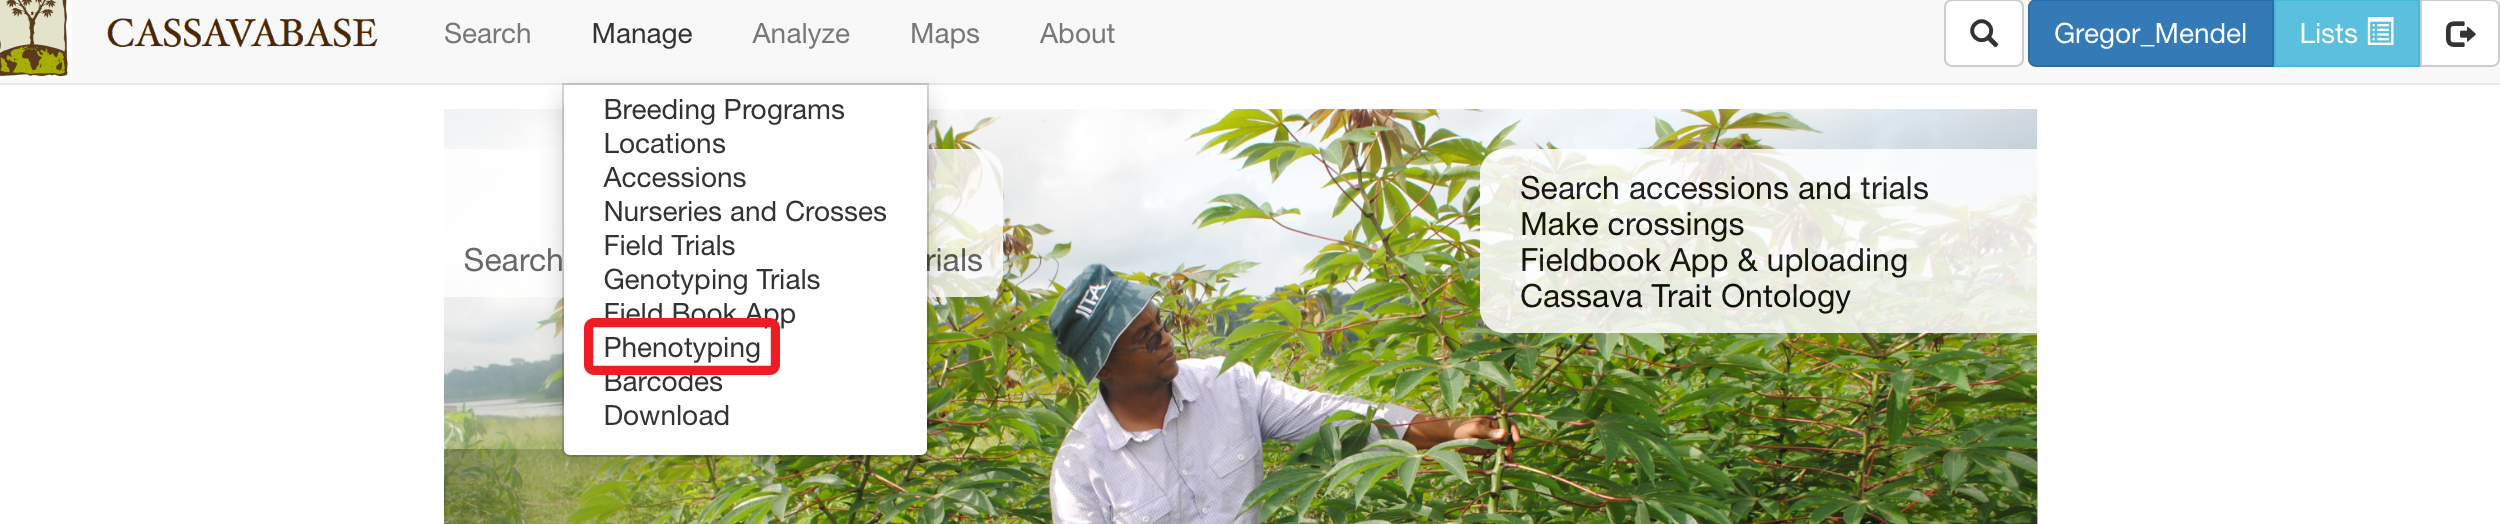 CASSAVABASE
Search
Manage
Analyze
Maps
About
Gregor_Mendel
Lists
Breeding Programs
Locations
Accessions
Nurseries and Crosses
Field Trials
Genotyping Trials
Field Book App
Phenotyping
Barcodes
Download
Search
rials
IITA
Search accessions and trials
Make crossings
Fieldbook App & uploading
Cassava Trait Ontology